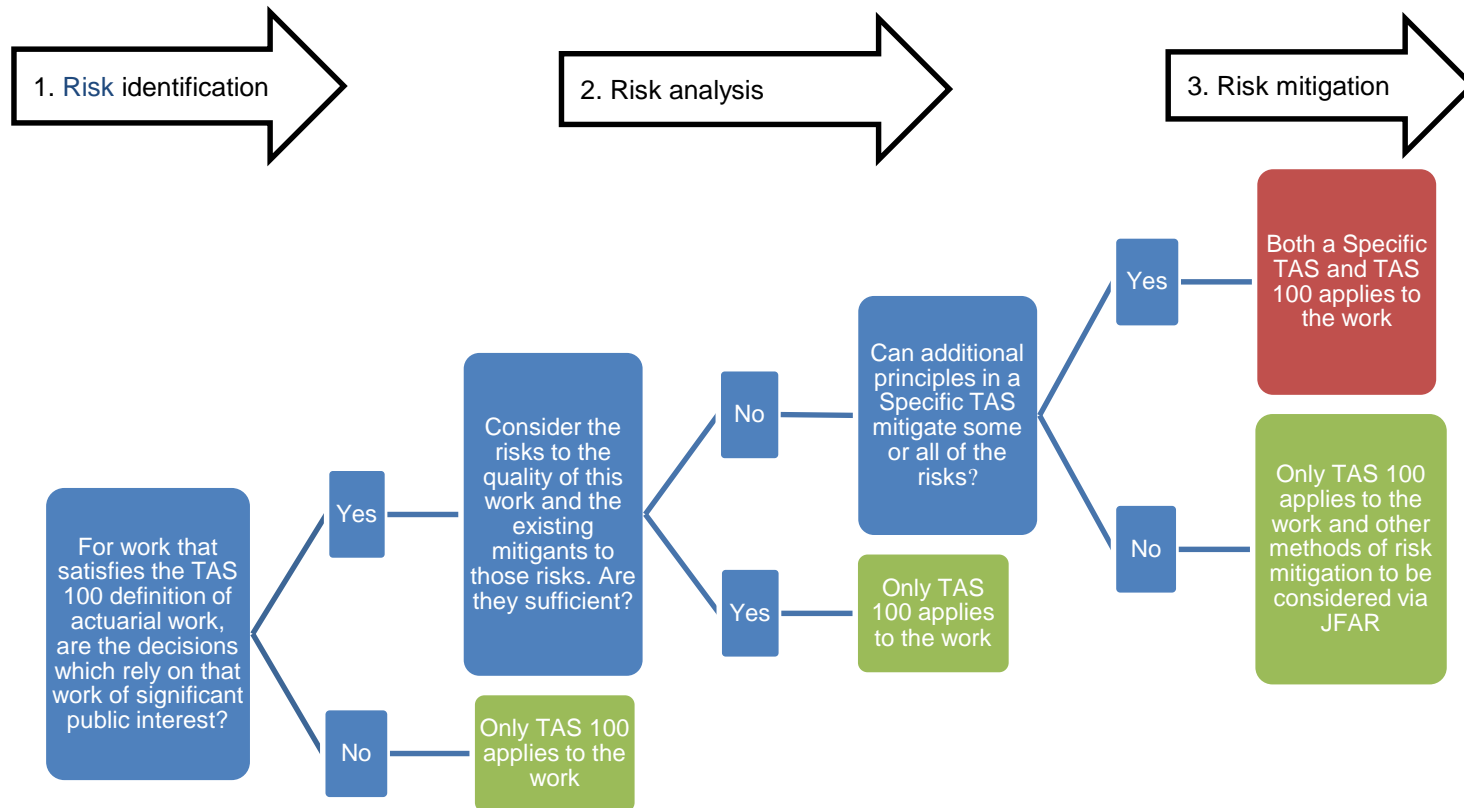 1. Risk identification
2. Risk analysis
3. Risk mitigation
For work that
satisfies the TAS
100 definition of
actuarial work,
are the decisions
which rely on that
work of significant
public interest?
Yes
No
Consider the
risks to the
quality of this
work and the
existing
mitigants to
those risks. Are
they sufficient?
Only TAS 100
applies to the
work
No
Yes
Can additional
principles in a
Specific TAS
mitigate some
or all of the
risks?
Only TAS
100 applies
to the work
Yes
No
Both a Specific
TAS and TAS
100 applies to
the work
Only TAS 100
applies to the
work and other
methods of risk
mitigation to be
considered via
JFAR